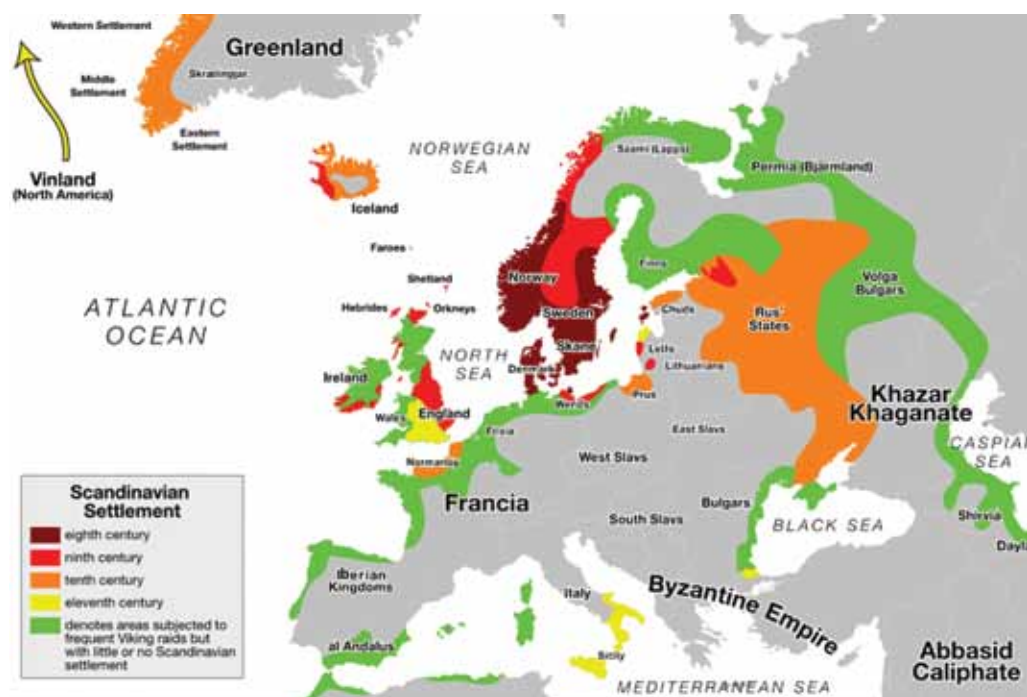 Western Settlement
Greenland
Skrælingjar
Middle
Settlement
Eastern
Settlement
Vinland
(North America)
NORWEGIAN
SEA
Iceland
Faroes
Shetland
Hebrides
Orkneys
ATLANTIC
OCEAN
NORTH
SEA
Saami (Lapps)
Permia (Bjarmland)
Finns
Norway
Sweden
Skane
Denmark
Chuds
Letts
Lithuanians
Rus'
States
Volga
Bulgars
Ireland
Wales
England
Wends
Prus
Frisia
East Slavs
Khazar
Khaganate
CASPIAN
SEA
Normandy
West Slavs
Francia
Bulgars
South Slavs
BLACK SEA
Shirvia
Dayla
Iberian
Kingdoms
Italy
Byzantine Empire
al Andalus
Sicily
Abbasid
Caliphate
MEDITERRANEAN SEA
Scandinavian
Settlement
eighth century
ninth century
tenth century
eleventh century
denotes areas subjected to
frequent Viking raids but
with little or no Scandinavian
settlement